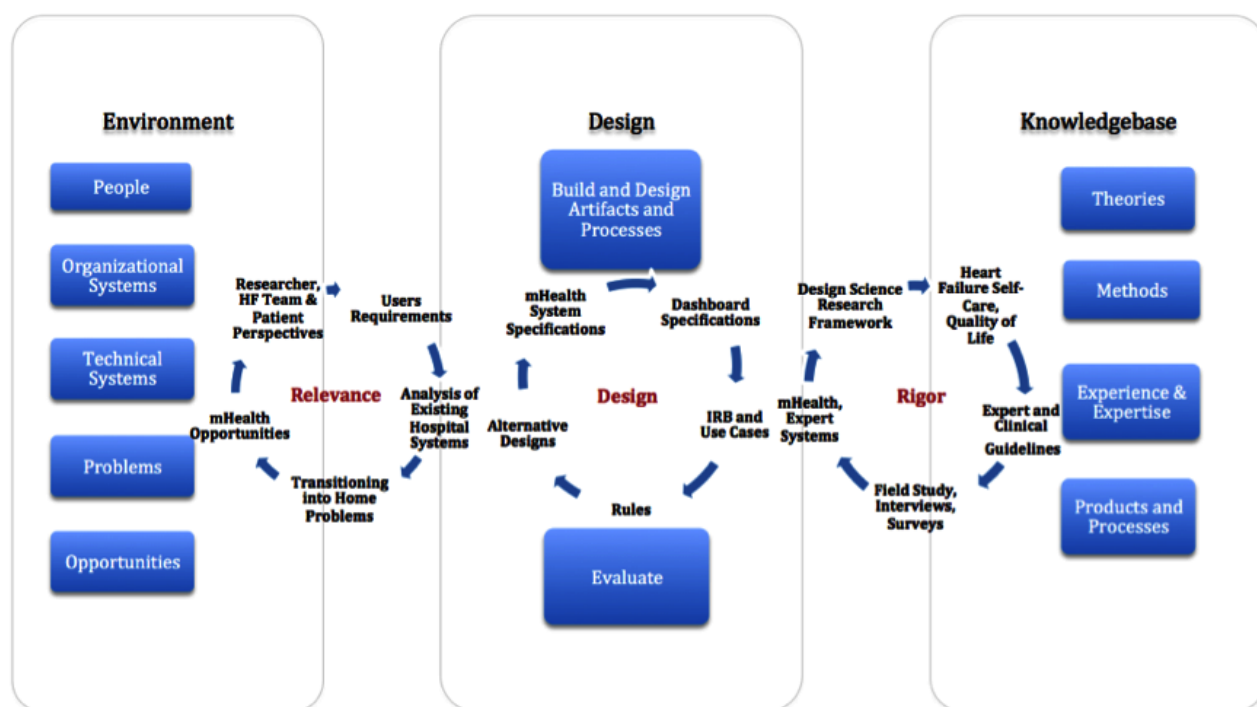 Environment
People
Organizational
Systems
Technical
Systems
Problems
Opportunities
Researcher,
HF Team &
Patient
Perspectives
Users
Requirements
Relevance
Analysis of
Existing
Hospital
Systems
Transitioning
into Home
Problems
mHealth
Opportunities
Design
Build and Design
Artifacts and
Processes
mHealth
System
Specifications
Dashboard
Specifications
Design
IRB and
Use Cases
Rules
Alternative
Designs
Evaluate
Knowledgebase
Design Science
Research
Framework
Heart
Failure Self-
Care,
Quality of
Life
Rigor
Expert and
Clinical
Guidelines
Field Study,
Interviews,
Surveys
mHealth,
Expert
Systems
Theories
Methods
Experience &
Expertise
Products and
Processes